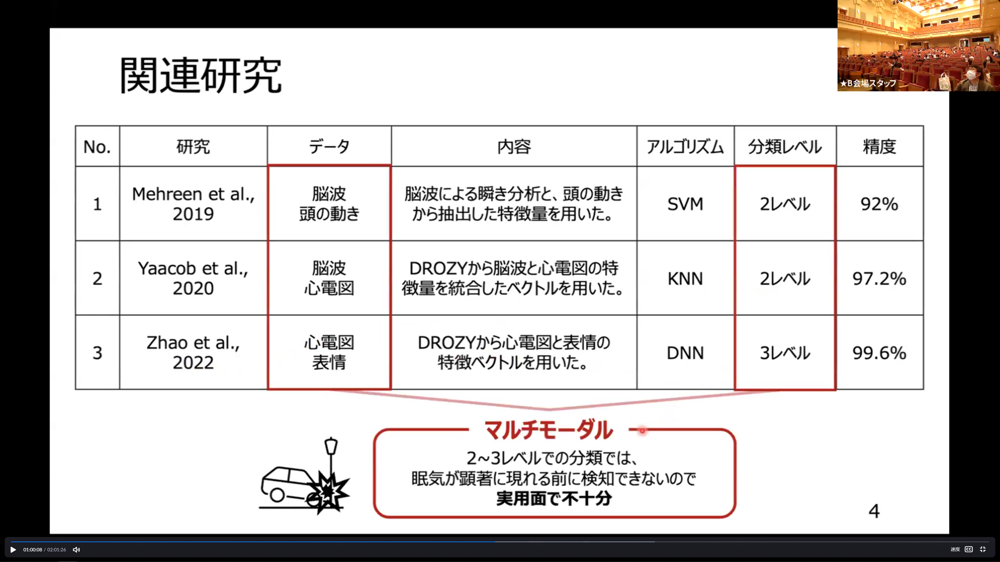 ★B会場スタッフ
関連研究
No. 研究 データ 内容 アルゴリズム 分類レベル 精度
1 Mehreen et al., 2019 脳波 頭の動き 脳波による瞬き分析と、頭の動きから抽出した特徴量を用いた。 SVM 2レベル 92%
2 Yaacob et al., 2020 脳波 心電図 DROZYから脳波と心電図の特徴量を統合したベクトルを用いた。 KNN 2レベル 97.2%
3 Zhao et al., 2022 心電図 表情 DROZYから心電図と表情の特徴ベクトルを用いた。 DNN 3レベル 99.6%
マルチモーダル
2~3レベルでの分類では、
眠気が顕著に現れる前に検知できないので
実用面で不十分
4
01:00:08 / 02:01:26
速度 CC